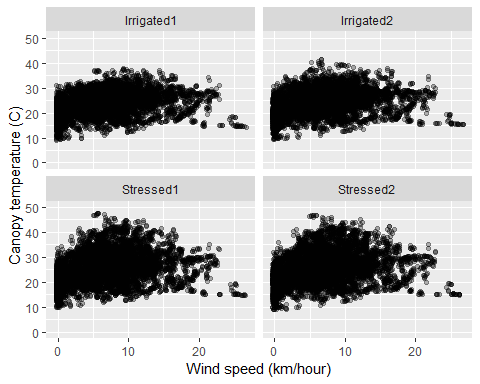 Irrigated1 Irrigated2
50
40
30
20
10
0
Stressed1 Stressed2
50
40
30
20
10
0
Canopy temperature (C)
0 10 20 0 10 20
Wind speed (km/hour)